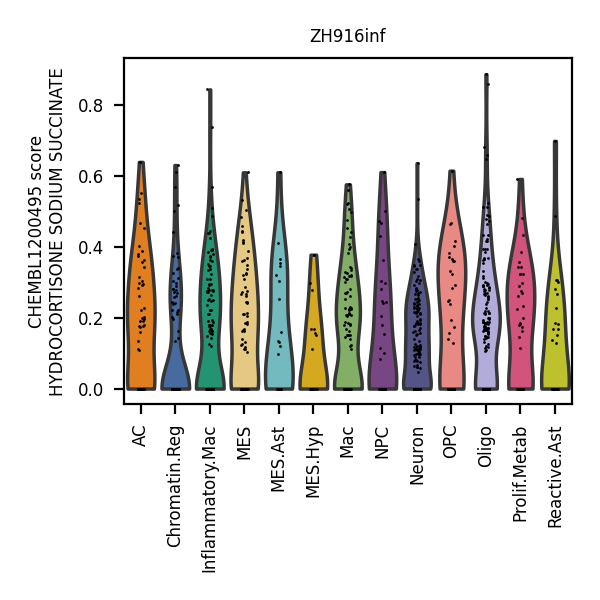 ZH916inf
CHEMBL1200495 score
HYDROCORTISONE SODIUM SUCCINATE
0.8
0.6
0.4
0.2
0.0
AC
Chromatin.Reg
Inflammatory.Mac
MES
MES.Ast
MES.Hyp
Mac
NPC
Neuron
OPC
Oligo
Prolif.Metab
Reactive.Ast